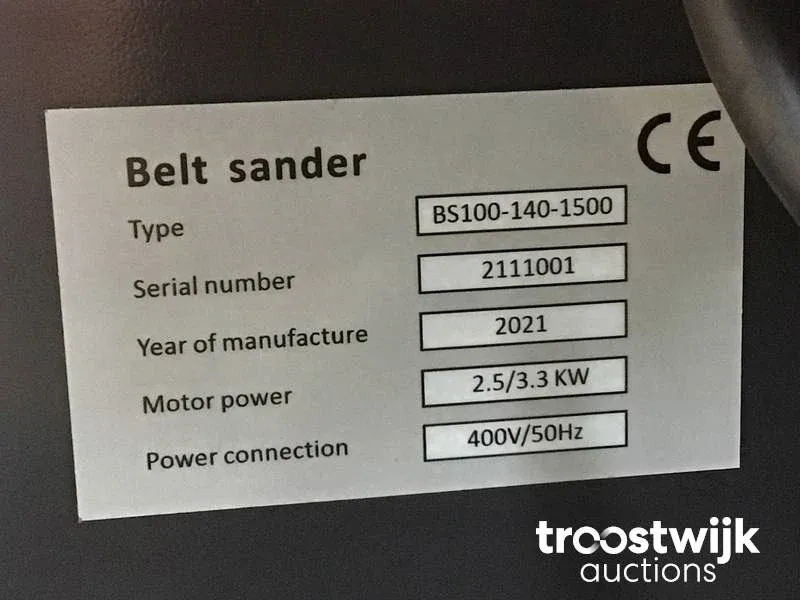 Belt sander CE
Type BS100-140-1500
Serial number 2111001
Year of manufacture 2021
Motor power 2.5/3.3 KW
Power connection 400V/50Hz
troostwijk
auctions